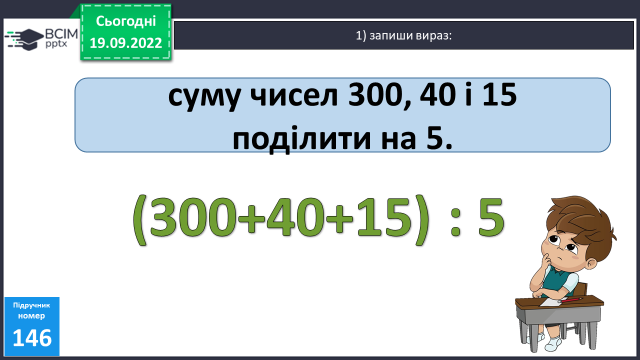 Сьогодні
19.09.2022
ВСІМ
pptx
1) запиши вираз:
суму чисел 300, 40 і 15
поділити на 5.
(300+40+15) : 5
Підручник
номер
146